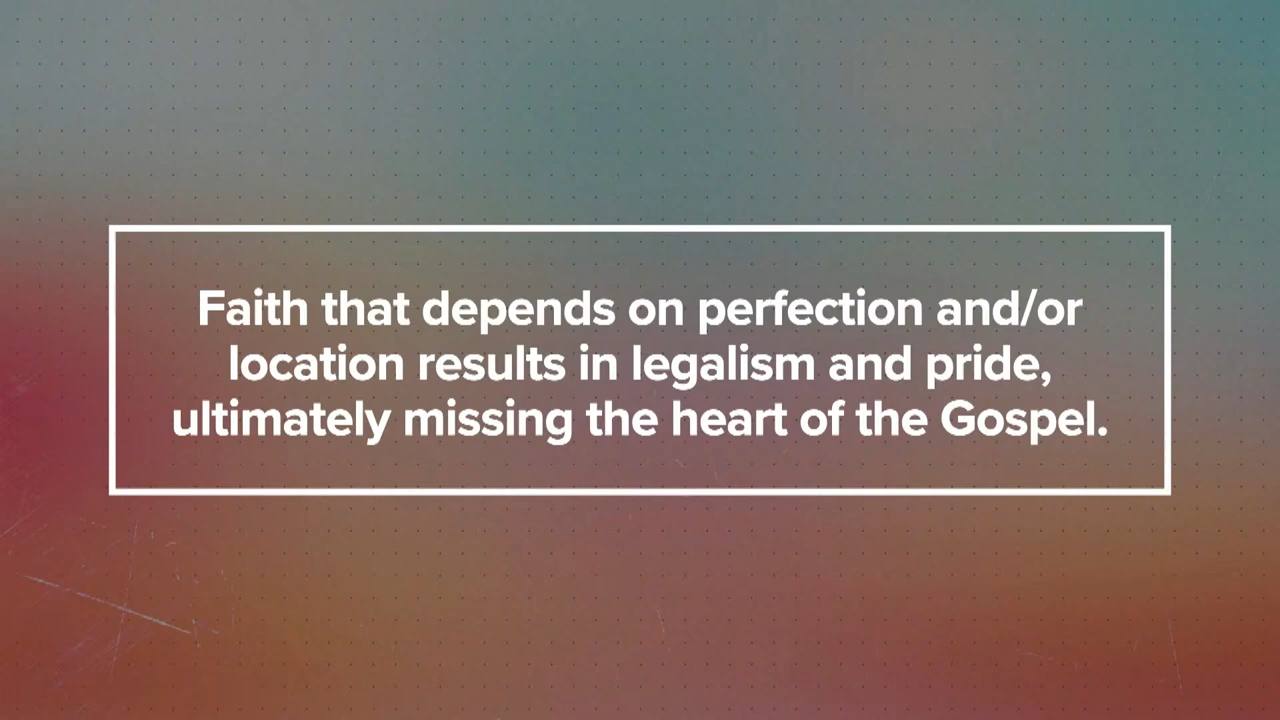 Faith that depends on perfection and/or
location results in legalism and pride,
ultimately missing the heart of the Gospel.